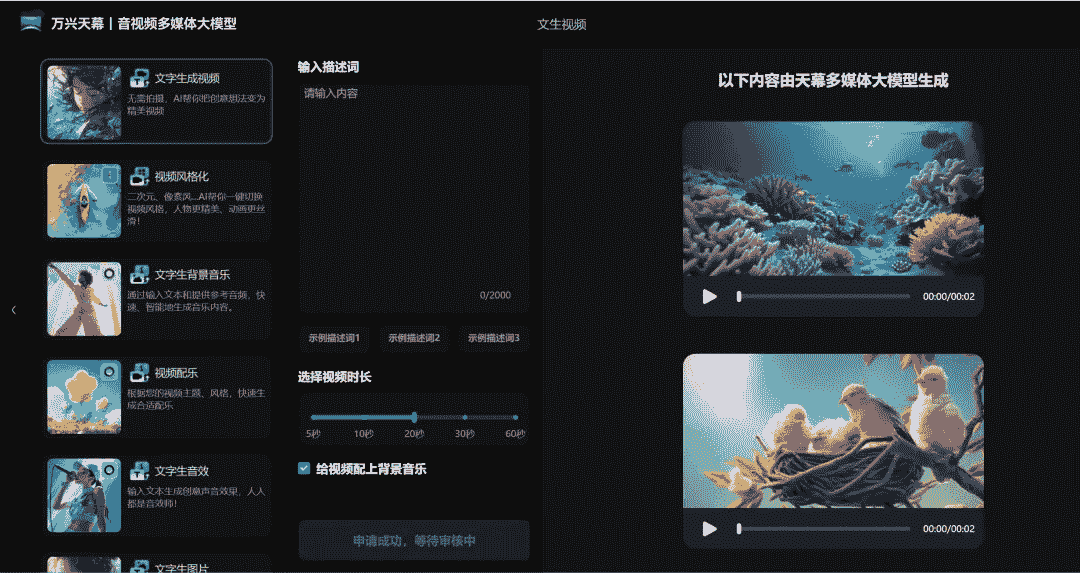 万兴天幕 | 音视频多媒体大模型
文字生成视频
无需拍摄，AI帮你把创意想法变为
精美视频
视频风格化
二次元、像素风...AI帮你一键切换
视频风格，人物更精美、动画更丝
滑！
文字生背景音乐
通过输入文本和提供参考音频，快
速、智能地生成音乐内容。
视频配乐
根据您的视频主题、风格，快速生
成合适配乐
文字生音效
输入文本生成创意声音效果，人人
都是音效师！
文字生图片
输入描述词
请输入内容
0/2000
示例描述词1 示例描述词2 示例描述词3
选择视频时长
5秒 10秒 20秒 30秒 60秒
给视频配上背景音乐
申请成功，等待审核中
文生视频
以下内容由天幕多媒体大模型生成
00:00/00:02
00:00/00:02